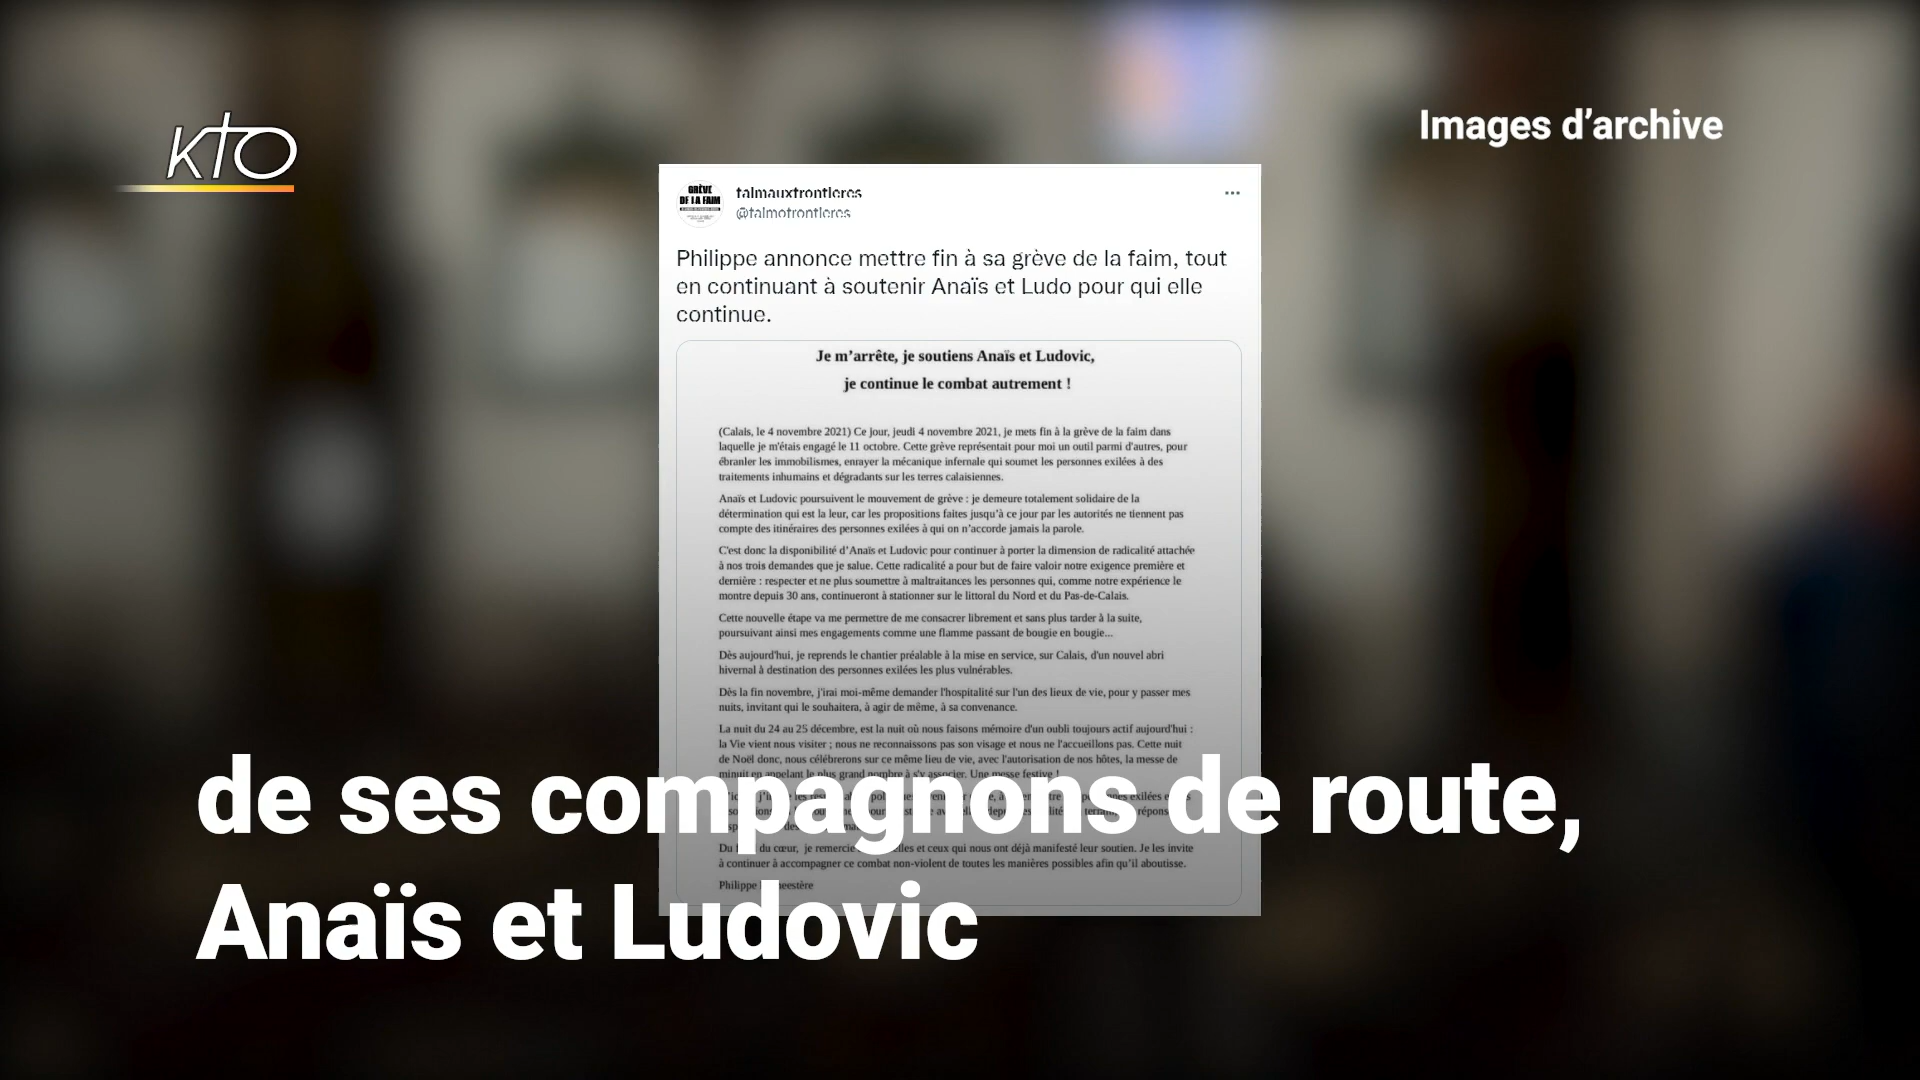 KTO
Images d’archive
GRÈVE
DE LA FAIM
faimauxfrontieres
@faimofrontieres
Philippe annonce mettre fin à sa grève de la faim, tout
en continuant à soutenir Anaïs et Ludo pour qui elle
continue.
Je m’arrête, je soutiens Anaïs et Ludovic,
je continue le combat autrement !
(Calais, le 4 novembre 2021) Ce jour, jeudi 4 novembre 2021, je mets fin à la grève de la faim dans
laquelle je m'étais engagé le 11 octobre. Cette grève représentait pour moi un outil parmi d'autres, pour
ébranler les immobilismes, enrayer la mécanique infernale qui soumet les personnes exilées à des
traitements inhumains et dégradants sur les terres calaisiennes.
Anaïs et Ludovic poursuivent le mouvement de grève : je demeure totalement solidaire de la
détermination qui est la leur, car les propositions faites jusqu’à ce jour par les autorités ne tiennent pas
compte des itinéraires des personnes exilées à qui on n’accorde jamais la parole.
C'est donc la disponibilité d’Anaïs et Ludovic pour continuer à porter la dimension de radicalité attachée
à nos trois demandes que je salue. Cette radicalité a pour but de faire valoir notre exigence première et
dernière : respecter et ne plus soumettre à maltraitances les personnes qui, comme notre expérience le
montre depuis 30 ans, continueront à stationner sur le littoral du Nord et du Pas-de-Calais.
Cette nouvelle étape va me permettre de me consacrer librement et sans plus tarder à la suite,
poursuivant ainsi mes engagements comme une flamme passant de bougie en bougie...
Dès aujourd'hui, je reprends le chantier préalable à la mise en service, sur Calais, d'un nouvel abri
hivernal à destination des personnes exilées les plus vulnérables.
Dès la fin novembre, j'irai moi-même demander l'hospitalité sur l'un des lieux de vie, pour y passer mes
nuits, invitant qui le souhaitera, à agir de même, à sa convenance.
La nuit du 24 au 25 décembre, est la nuit où nous faisons mémoire d'un oubli toujours actif aujourd'hui :
la Vie vient nous visiter ; nous ne reconnaissons pas son visage et nous ne l'accueillons pas. Cette nuit
de Noël donc, nous célébrerons sur ce même lieu de vie, avec l'autorisation de nos hôtes, la messe de
minuit en appelant le plus grand nombre à s'y associer. Une messe festive !
exilées
Du du cœur, je remercie elles et ceux qui nous ont déjà manifesté leur soutien. Je les invite
à continuer à accompagner ce combat non-violent de toutes les manières possibles afin qu’il aboutisse.
Philippe
de ses compagnons de route,
Anaïs et Ludovic